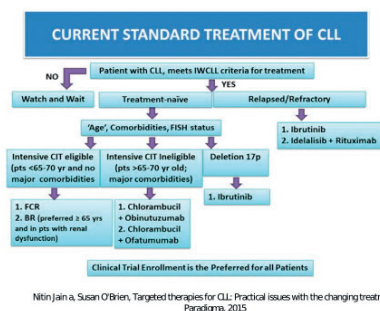 CURRENT STANDARD TREATMENT OF CLL
Patient with CLL, meets IWCLL criteria for treatment
NO
YES
Watch and Wait
Treatment-naïve
Relapsed/Refractory
'Age', Comorbidities, FISH status
1. Ibrutinib
2. Idelalisib + Rituximab
Intensive CIT eligible
(pts <65-70 yr and no
major comorbidities)
Intensive CIT Ineligible
(pts >65-70 yr old;
major comorbidities)
Deletion 17p
1. Ibrutinib
1. FCR
2. BR (preferred ≥ 65 yrs
and in pts with renal
dysfunction)
1. Chlorambucil
+ Obinutuzumab
2. Chlorambucil
+ Ofatumumab
Clinical Trial Enrollment is the Preferred for all Patients
Nitin Jain a, Susan O'Brien, Targeted therapies for CLL: Practical issues with the changing treatm
Paradigm, 2015